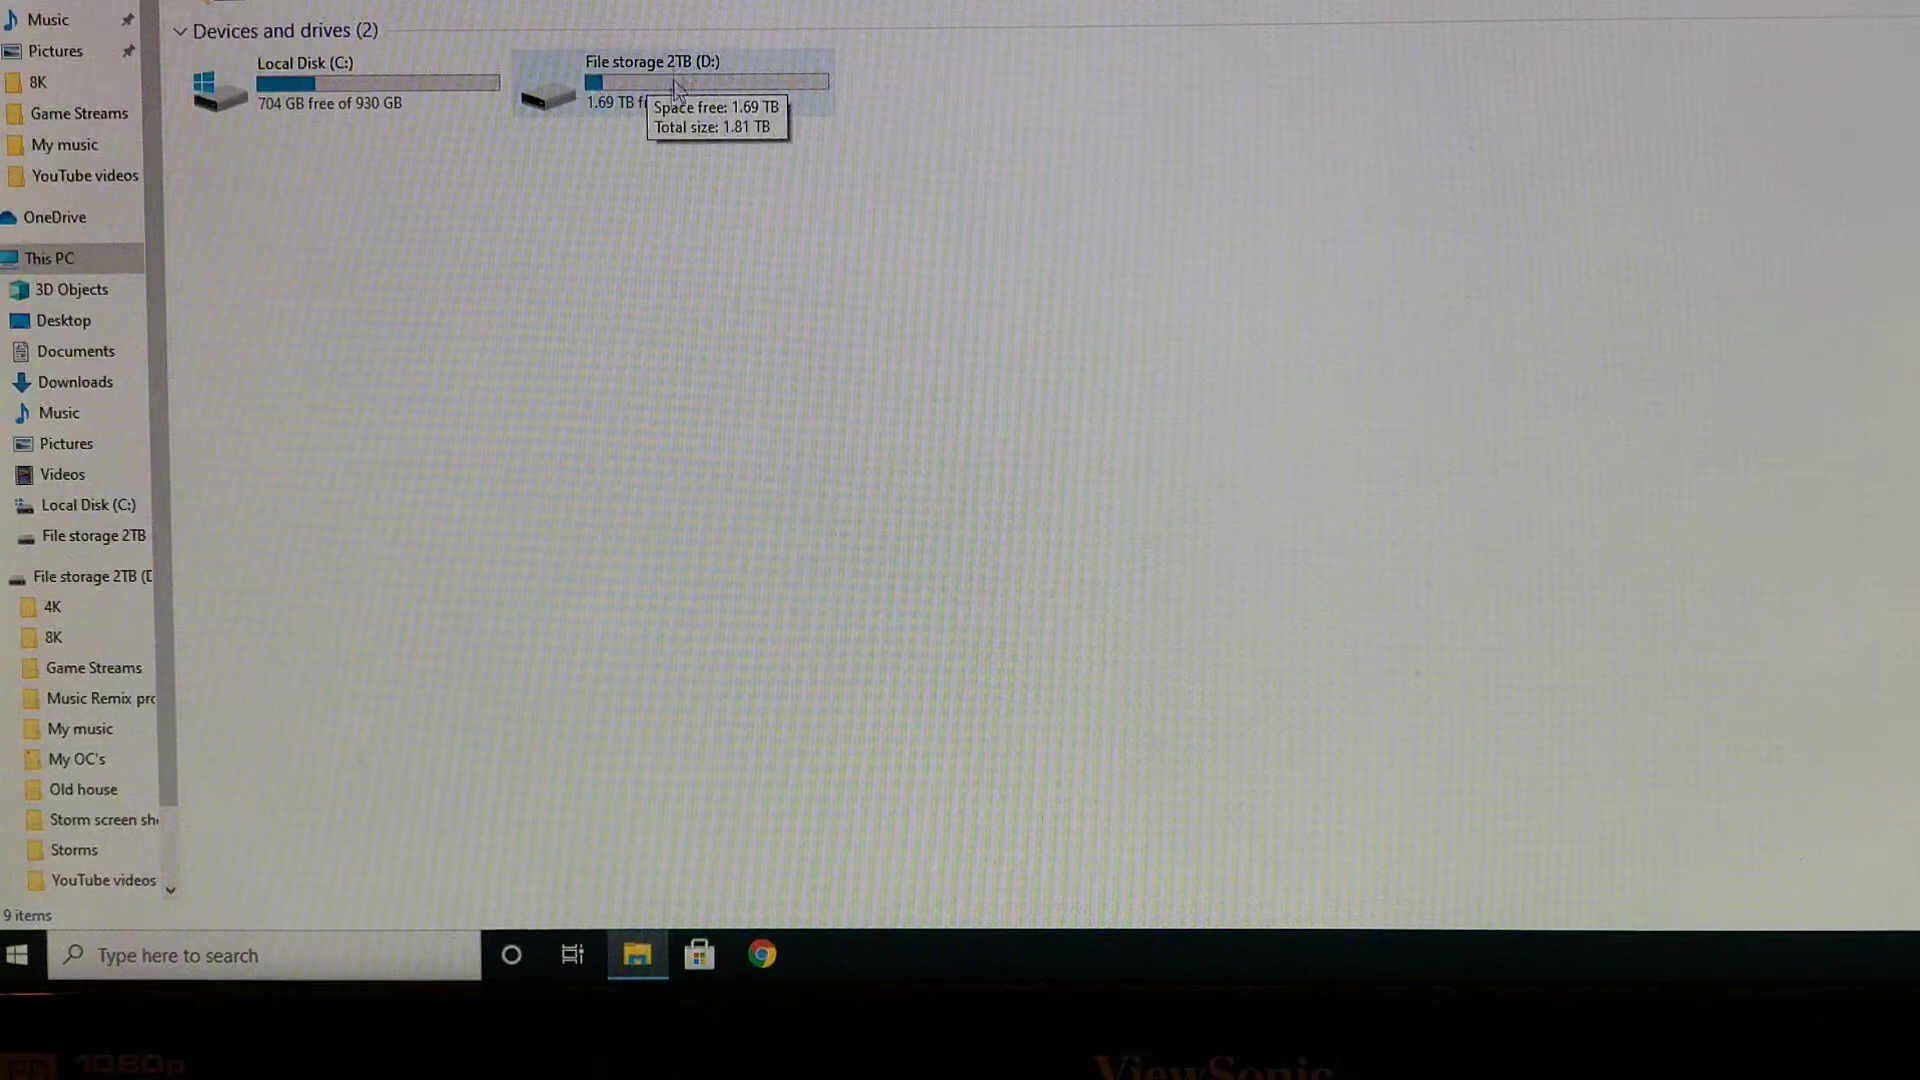 Music
Pictures
8K
Game Streams
My music
YouTube videos
OneDrive
This PC
3D Objects
Desktop
Documents
Downloads
Music
Pictures
Videos
Local Disk (C:)
File storage 2TB
File storage 2TB (D
4K
8K
Game Streams
Music Remix pro
My music
My OC's
Old house
Storm screen sh
Storms
YouTube videos
9 items
Devices and drives (2)
Local Disk (C:)
704 GB free of 930 GB
File storage 2TB (D:)
1.69 TB f
Space free: 1.69 TB
Total size: 1.81 TB
Type here to search
1080p
ViewSonic